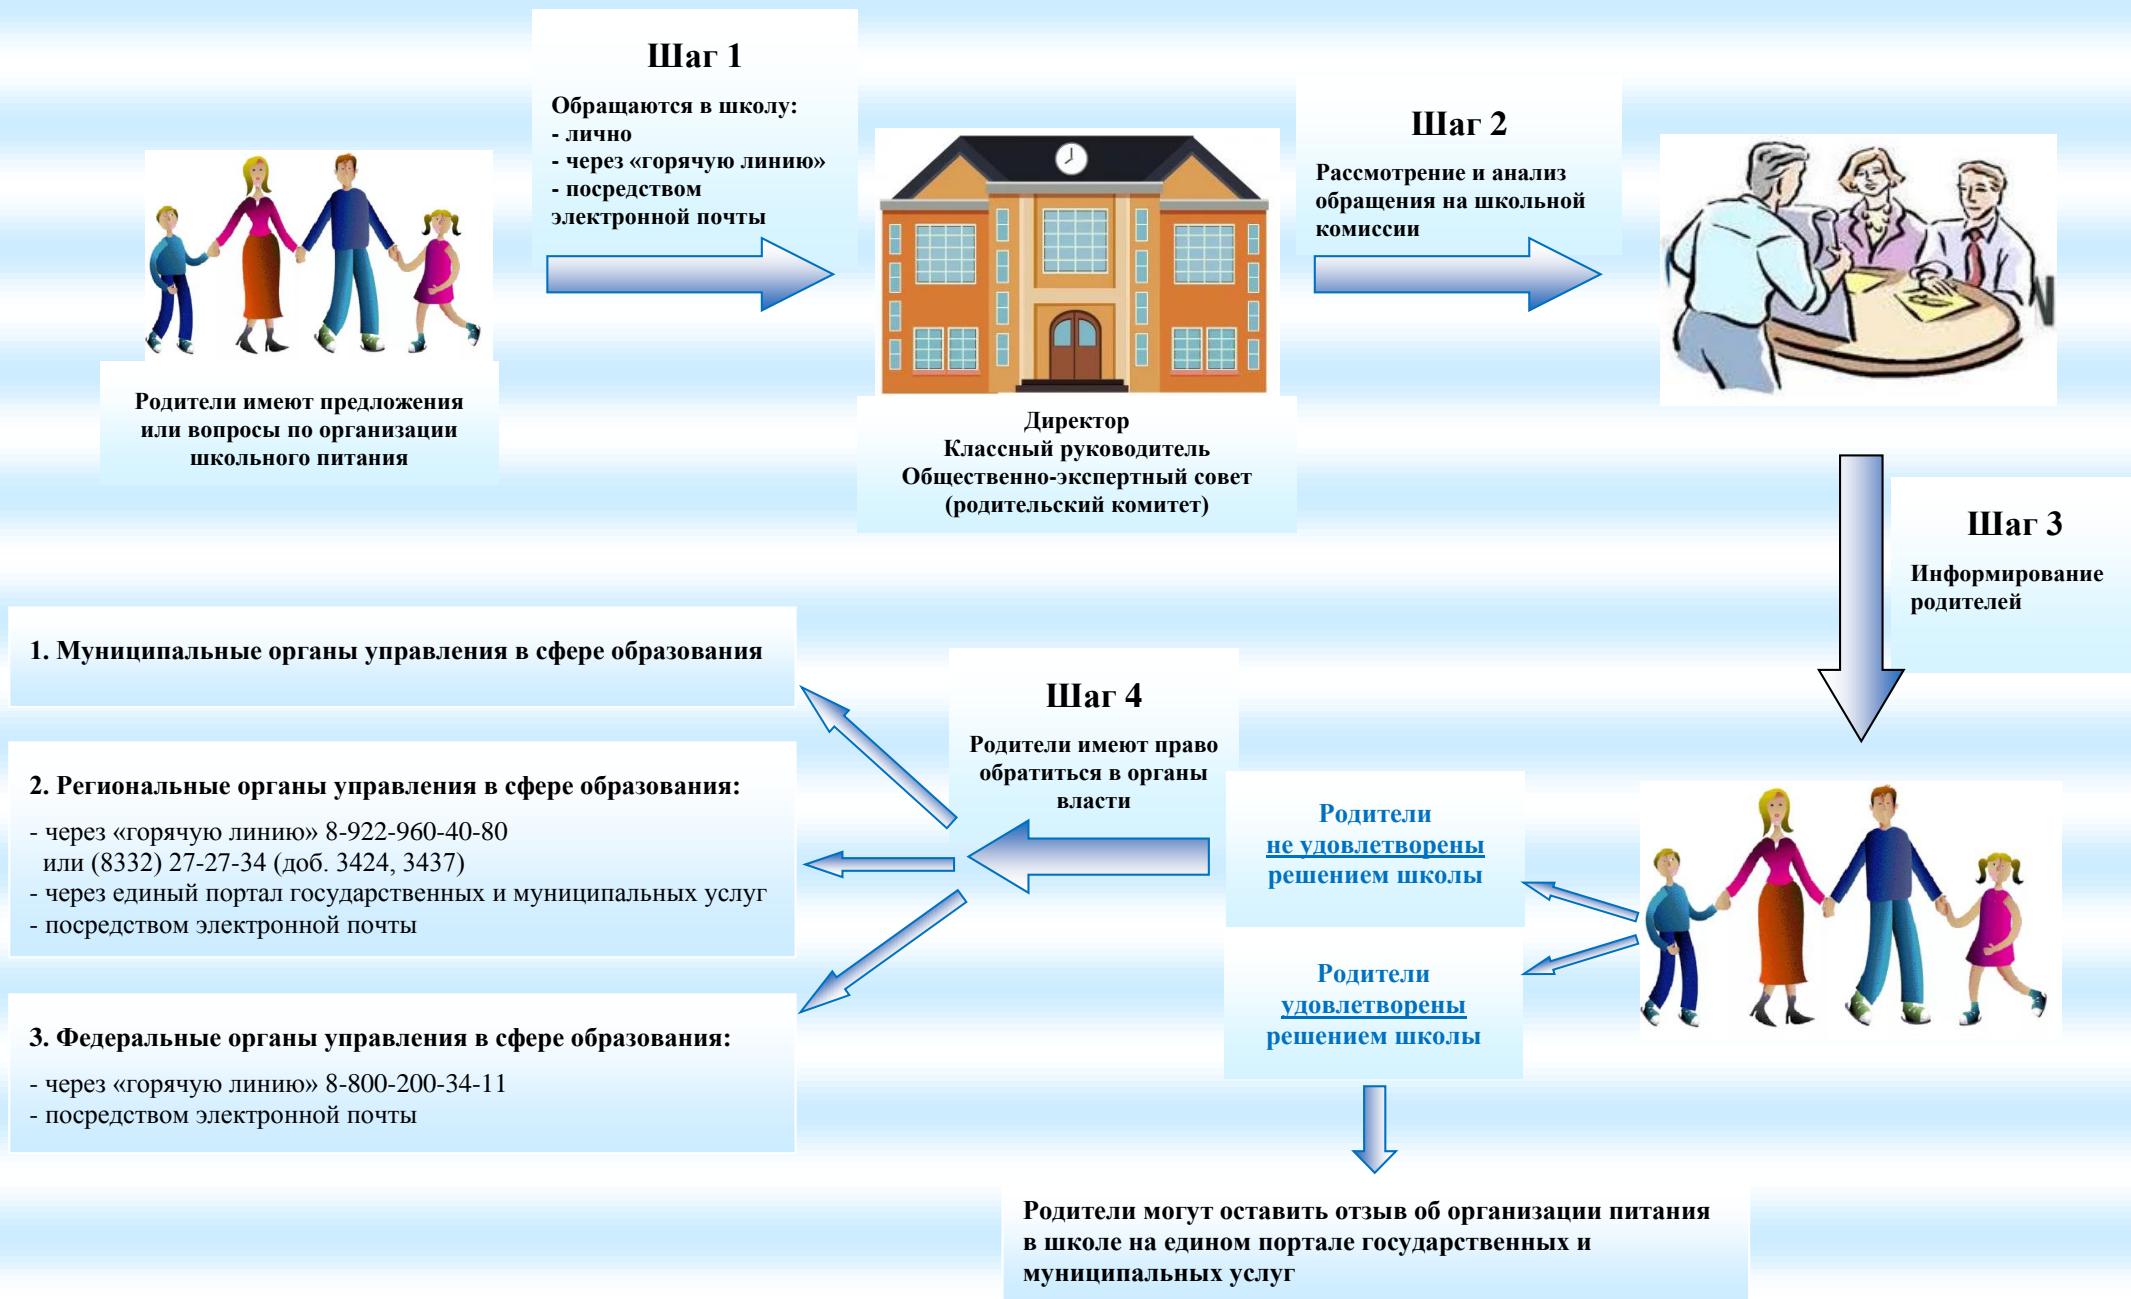 Шаг 1
Обращаются в школу:
- лично
- через «горячую линию»
- посредством
электронной почты
Родители имеют предложения
или вопросы по организации
школьного питания
Директор
Классный руководитель
Общественно-экспертный совет
(родительский комитет)
Шаг 2
Рассмотрение и анализ
обращения на школьной
комиссии
Шаг 3
Информирование
родителей
Родители
не удовлетворены
решением школы
Родители
удовлетворены
решением школы
Шаг 4
Родители имеют право
обратиться в органы
власти
1. Муниципальные органы управления в сфере образования
2. Региональные органы управления в сфере образования:
- через «горячую линию» 8-922-960-40-80
или (8332) 27-27-34 (доб. 3424, 3437)
- через единый портал государственных и муниципальных услуг
- посредством электронной почты
3. Федеральные органы управления в сфере образования:
- через «горячую линию» 8-800-200-34-11
- посредством электронной почты
Родители могут оставить отзыв об организации питания
в школе на едином портале государственных и
муниципальных услуг